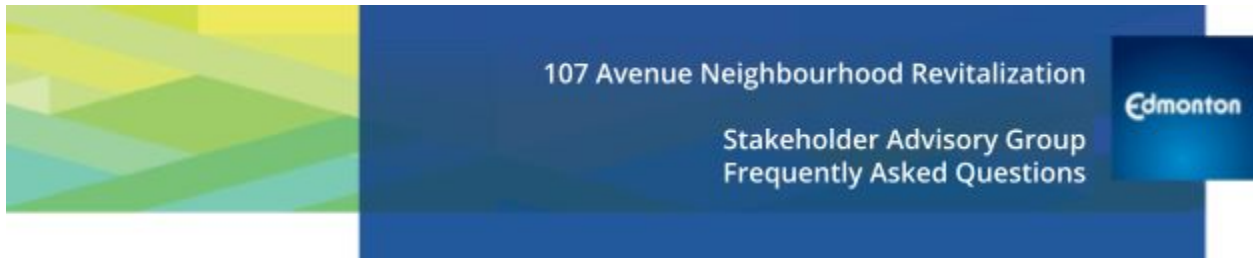 107 Avenue Neighbourhood Revitalization
Stakeholder Advisory Group
Frequently Asked Questions
Edmonton